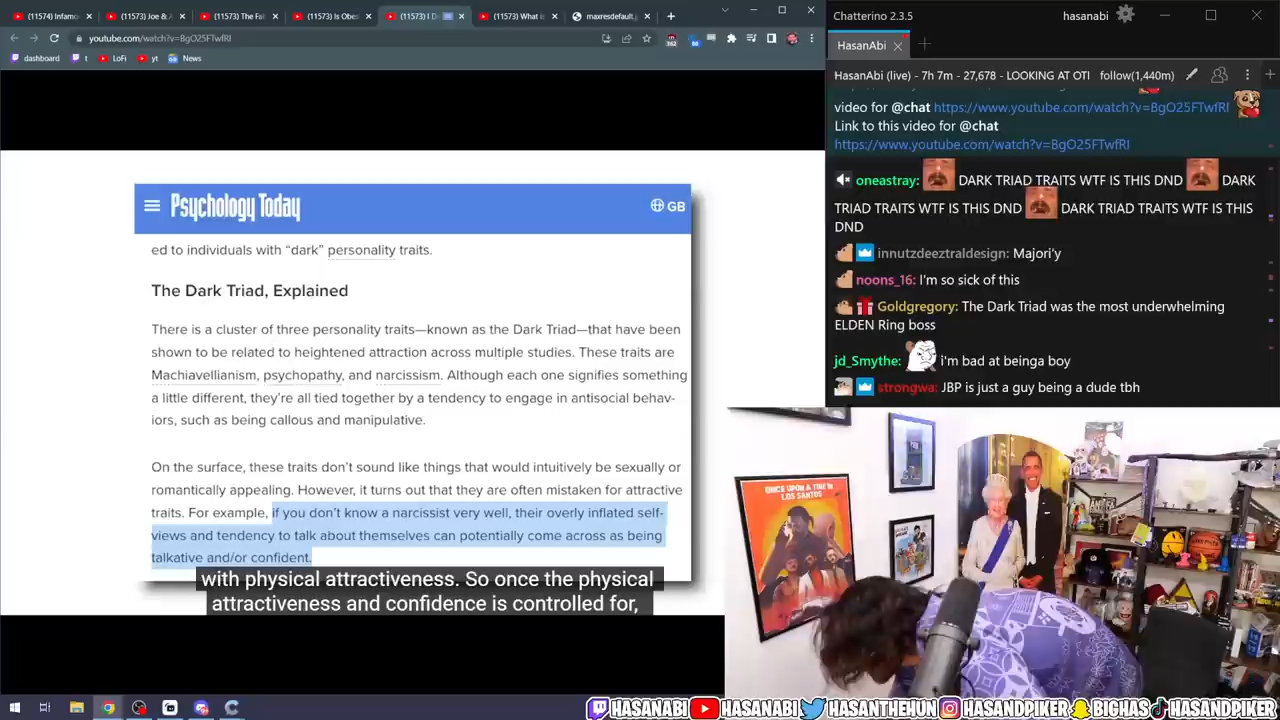 (11574) Infamo
(11573) Joe & A
(11573) The Fat
(11573) Is Obes
(11573) I D
(11573) What is
maxresdefault.jp
youtube.com/watch?v=BgO25FTwfRI
dashboard
t
LoFi
yt
News
Psychology Today
GB
ed to individuals with “dark” personality traits.
The Dark Triad, Explained
There is a cluster of three personality traits—known as the Dark Triad—that have been
shown to be related to heightened attraction across multiple studies. These traits are
Machiavellianism, psychopathy, and narcissism. Although each one signifies something
a little different, they’re all tied together by a tendency to engage in antisocial behav-
iors, such as being callous and manipulative.
On the surface, these traits don’t sound like things that would intuitively be sexually or
romantically appealing. However, it turns out that they are often mistaken for attractive
traits. For example, if you don’t know a narcissist very well, their overly inflated self-
views and tendency to talk about themselves can potentially come across as being
talkative and/or confident.
with physical attractiveness. So once the physical
attractiveness and confidence is controlled for,
Chatterino 2.3.5
hasanabi
HasanAbi
HasanAbi (live) - 7h 7m - 27,678 - LOOKING AT OTI
follow(1,440m)
video for @chat https://www.youtube.com/watch?v=BgO25FTwfRI
Link to this video for @chat
https://www.youtube.com/watch?v=BgO25FTwfRI
oneastray: DARK TRIAD TRAITS WTF IS THIS DND DARK
TRIAD TRAITS WTF IS THIS DND DARK TRIAD TRAITS WTF IS THIS
DND
innutzdeeztraldesign: Majori'y
noons_16: I'm so sick of this
Goldgregory: The Dark Triad was the most underwhelming
ELDEN Ring boss
jd_Smythe: i'm bad at beinga boy
strongwa: JBP is just a guy being a dude tbh
ONCE UPON A TIME IN
LOS SANTOS
HASANABI
HASANABI
HASANTHEHUN
HASANDPIKER
BIGHAS
HASANDPIKER